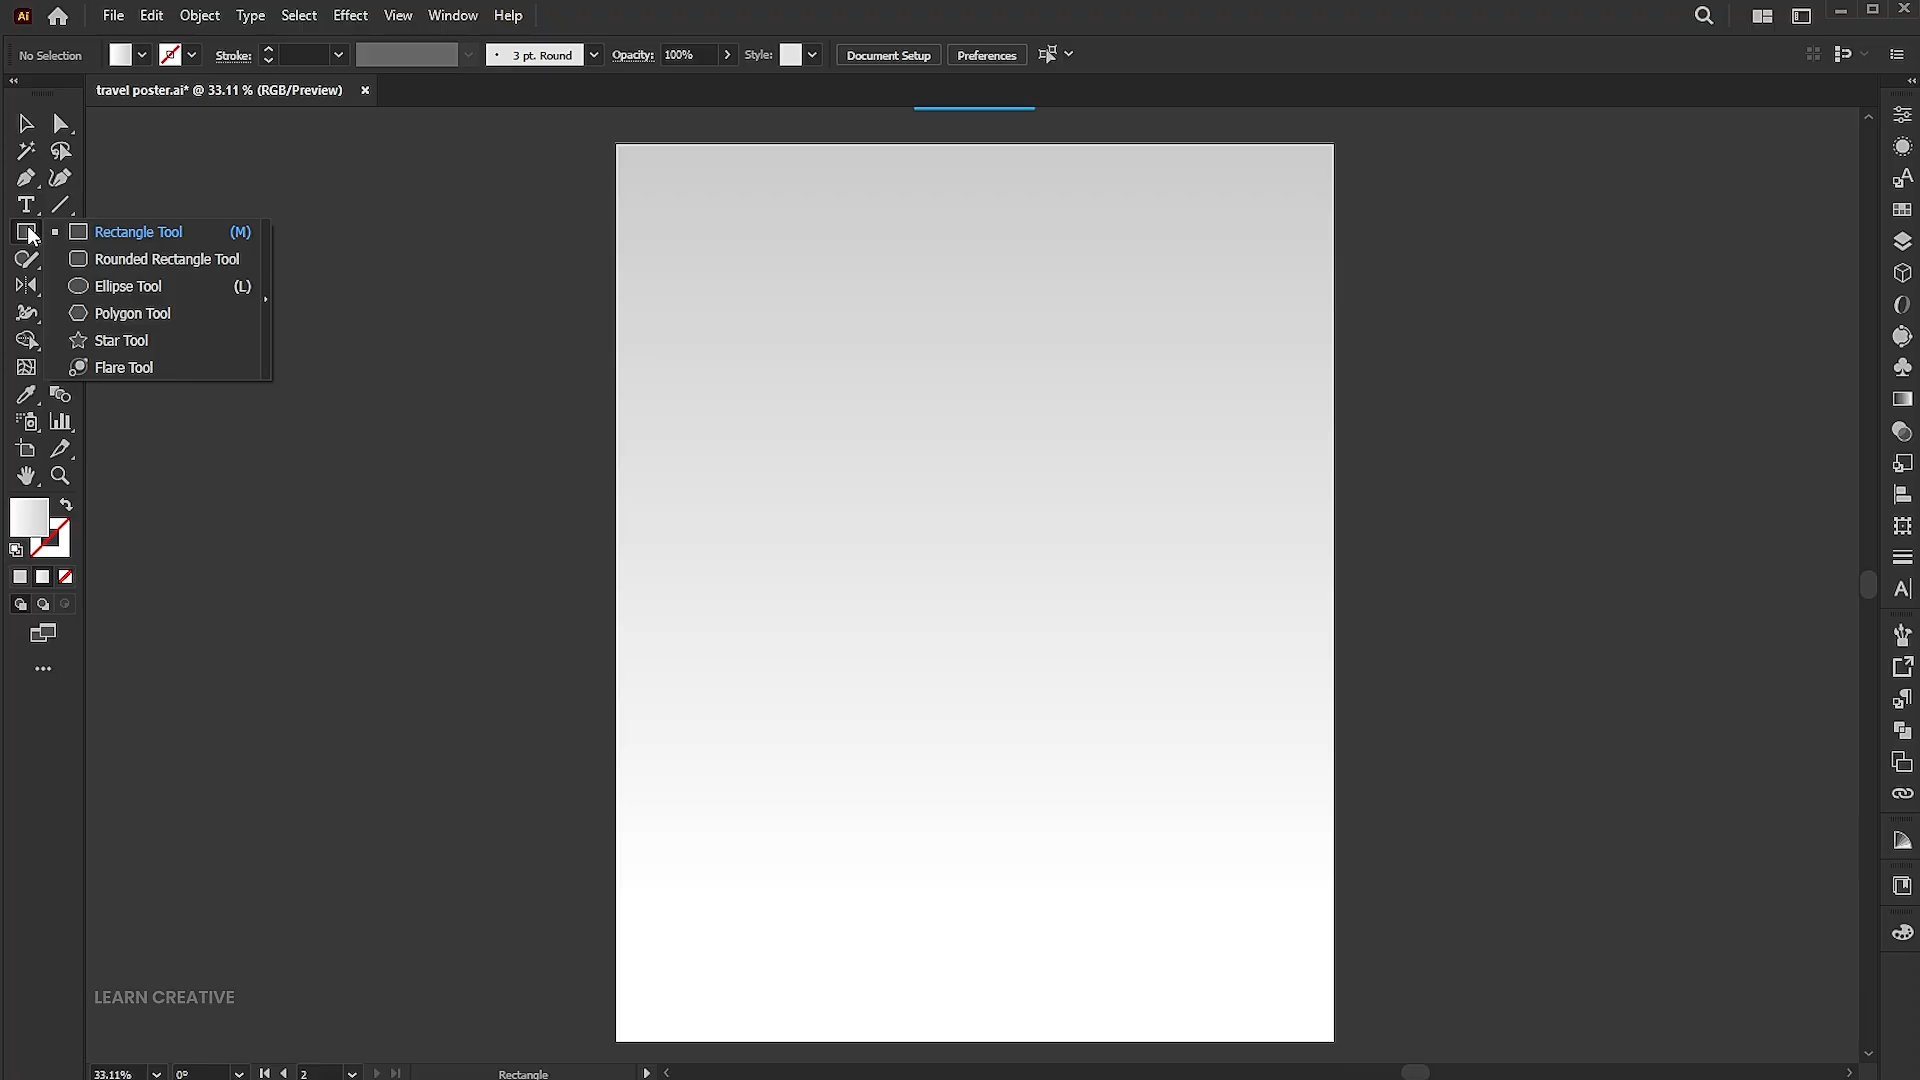 Ai
File Edit Object Type Select Effect View Window Help
No Selection Stroke: 3 pt. Round Opacity: 100% Style: Document Setup Preferences
travel poster.ai* @ 33.11 % (RGB/Preview) ×
Rectangle Tool (M)
Rounded Rectangle Tool
Ellipse Tool (L)
Polygon Tool
Star Tool
Flare Tool
LEARN CREATIVE
33.11% 0° 2 Rectangle